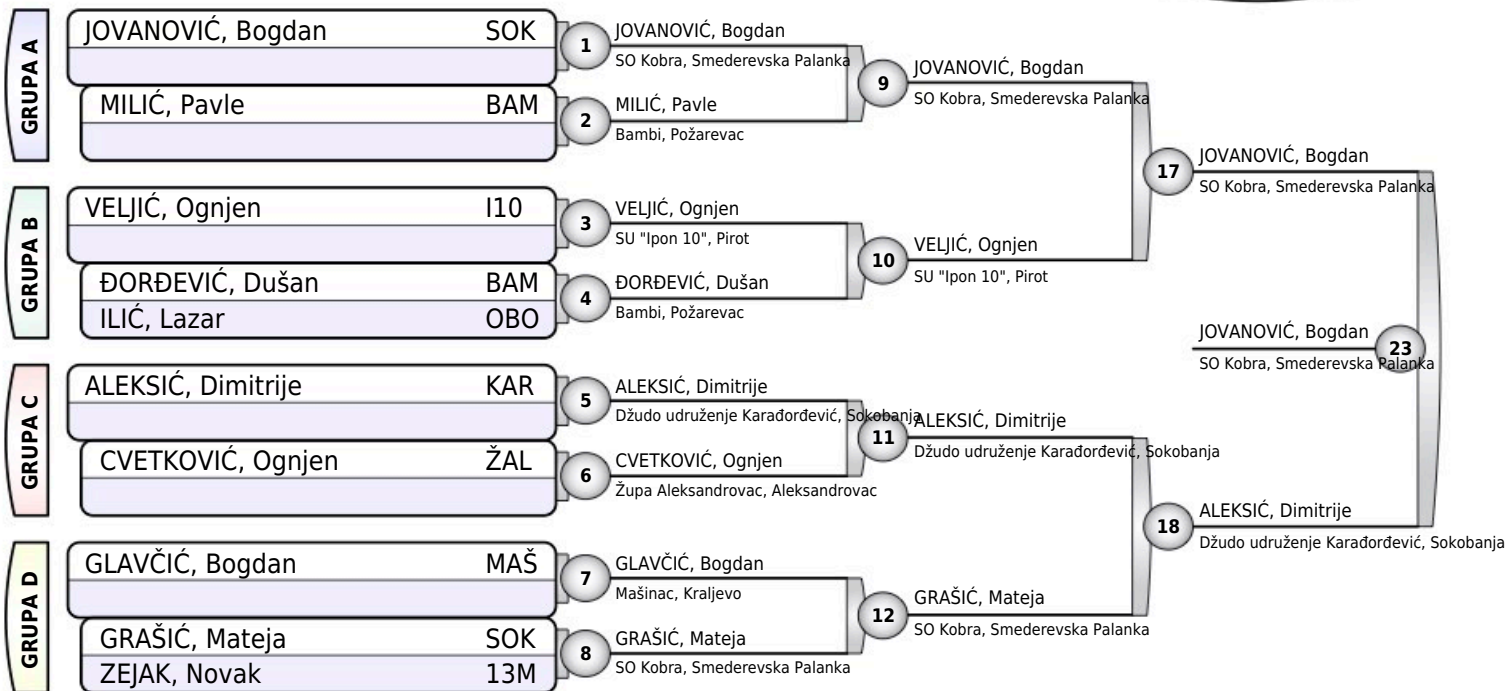 GRUPA A
JOVANOVIĆ, Bogdan SOK
MILIĆ, Pavle BAM
GRUPA B
VELJIĆ, Ognjen I10
ĐORĐEVIĆ, Dušan BAM
ILIĆ, Lazar OBO
GRUPA C
ALEKSIĆ, Dimitrije KAR
CVETKOVIĆ, Ognjen ŽAL
GRUPA D
GLAVČIĆ, Bogdan MAŠ
GRAŠIĆ, Mateja SOK
ZEJAK, Novak 13M
1
JOVANOVIĆ, Bogdan
SO Kobra, Smederevska Palanka
2
MILIĆ, Pavle
Bambi, Požarevac
3
VELJIĆ, Ognjen
SU "Ipon 10", Pirot
4
ĐORĐEVIĆ, Dušan
Bambi, Požarevac
5
ALEKSIĆ, Dimitrije
Džudo udruženje Karađorđević, Sokobanja
6
CVETKOVIĆ, Ognjen
Župa Aleksandrovac, Aleksandrovac
7
GLAVČIĆ, Bogdan
Mašinac, Kraljevo
8
GRAŠIĆ, Mateja
SO Kobra, Smederevska Palanka
9
JOVANOVIĆ, Bogdan
SO Kobra, Smederevska Palanka
10
VELJIĆ, Ognjen
SU "Ipon 10", Pirot
11
ALEKSIĆ, Dimitrije
Džudo udruženje Karađorđević, Sokobanja
12
GRAŠIĆ, Mateja
SO Kobra, Smederevska Palanka
17
JOVANOVIĆ, Bogdan
SO Kobra, Smederevska Palanka
18
ALEKSIĆ, Dimitrije
Džudo udruženje Karađorđević, Sokobanja
JOVANOVIĆ, Bogdan
23
SO Kobra, Smederevska Palanka